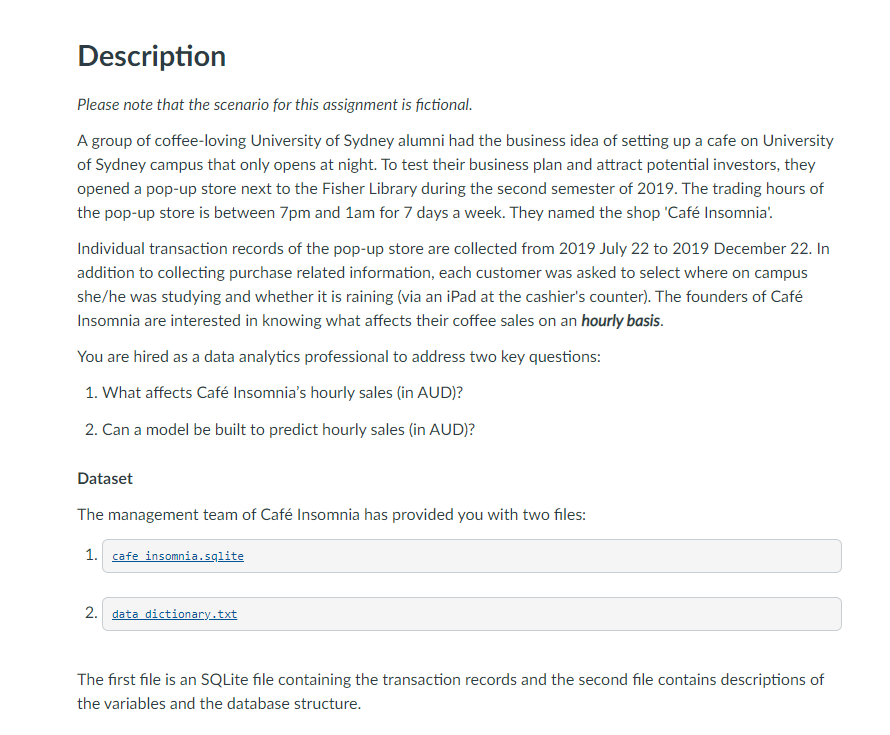 Description
Please note that the scenario for this assignment is fictional.
A group of coffee-loving University of Sydney alumni had the business idea of setting up a cafe on University
of Sydney campus that only opens at night. To test their business plan and attract potential investors, they
opened a pop-up store next to the Fisher Library during the second semester of 2019. The trading hours of
the pop-up store is between 7pm and 1am for 7 days a week. They named the shop 'Café Insomnia'.
Individual transaction records of the pop-up store are collected from 2019 July 22 to 2019 December 22. In
addition to collecting purchase related information, each customer was asked to select where on campus
she/he was studying and whether it is raining (via an iPad at the cashier's counter). The founders of Café
Insomnia are interested in knowing what affects their coffee sales on an hourly basis.
You are hired as a data analytics professional to address two key questions:
1. What affects Café Insomnia’s hourly sales (in AUD)?
2. Can a model be built to predict hourly sales (in AUD)?
Dataset
The management team of Café Insomnia has provided you with two files:
1. cafe_insomnia.sqlite
2. data_dictionary.txt
The first file is an SQLite file containing the transaction records and the second file contains descriptions of
the variables and the database structure.